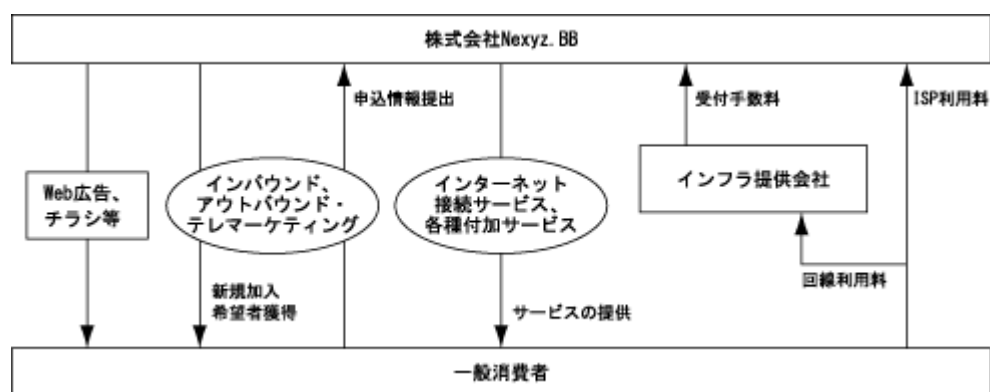 株式会社Nexyz.BB
申込情報提出
受付手数料
ISP利用料
Web広告、
チラシ等
インバウンド、
アウトバウンド・
テレマーケティング
インターネット
接続サービス、
各種付加サービス
インフラ提供会社
新規加入
希望者獲得
サービスの提供
回線利用料
一般消費者